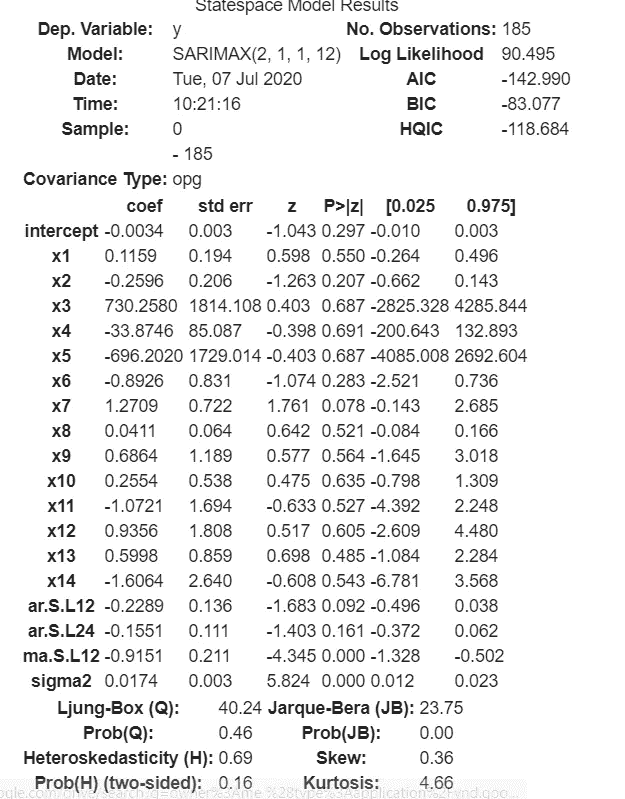 Statespace Model Results
Dep. Variable: y No. Observations: 185
Model: SARIMAX(2, 1, 1, 12) Log Likelihood 90.495
Date: Tue, 07 Jul 2020 AIC -142.990
Time: 10:21:16 BIC -83.077
Sample: 0 HQIC -118.684
- 185
Covariance Type: opg
coef std err z P>|z| [0.025 0.975]
intercept -0.0034 0.003 -1.043 0.297 -0.010 0.003
x1 0.1159 0.194 0.598 0.550 -0.264 0.496
x2 -0.2596 0.206 -1.263 0.207 -0.662 0.143
x3 730.2580 1814.108 0.403 0.687 -2825.328 4285.844
x4 -33.8746 85.087 -0.398 0.691 -200.643 132.893
x5 -696.2020 1729.014 -0.403 0.687 -4085.008 2692.604
x6 -0.8926 0.831 -1.074 0.283 -2.521 0.736
x7 1.2709 0.722 1.761 0.078 -0.143 2.685
x8 0.0411 0.064 0.642 0.521 -0.084 0.166
x9 0.6864 1.189 0.577 0.564 -1.645 3.018
x10 0.2554 0.538 0.475 0.635 -0.798 1.309
x11 -1.0721 1.694 -0.633 0.527 -4.392 2.248
x12 0.9356 1.808 0.517 0.605 -2.609 4.480
x13 0.5998 0.859 0.698 0.485 -1.084 2.284
x14 -1.6064 2.640 -0.608 0.543 -6.781 3.568
ar.S.L12 -0.2289 0.136 -1.683 0.092 -0.496 0.038
ar.S.L24 -0.1551 0.111 -1.403 0.161 -0.372 0.062
ma.S.L12 -0.9151 0.211 -4.345 0.000 -1.328 -0.502
sigma2 0.0174 0.003 5.824 0.000 0.012 0.023
Ljung-Box (Q): 40.24 Jarque-Bera (JB): 23.75
Prob(Q): 0.46 Prob(JB): 0.00
Heteroskedasticity (H): 0.69 Skew: 0.36
Prob(H) (two-sided): 0.16 Kurtosis: 4.66